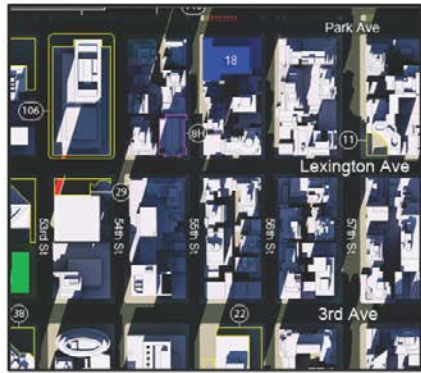 Park Ave
18
106
8H
11
Lexington Ave
29
53rd St
54th St
55th St
56th St
57th St
38
22
3rd Ave